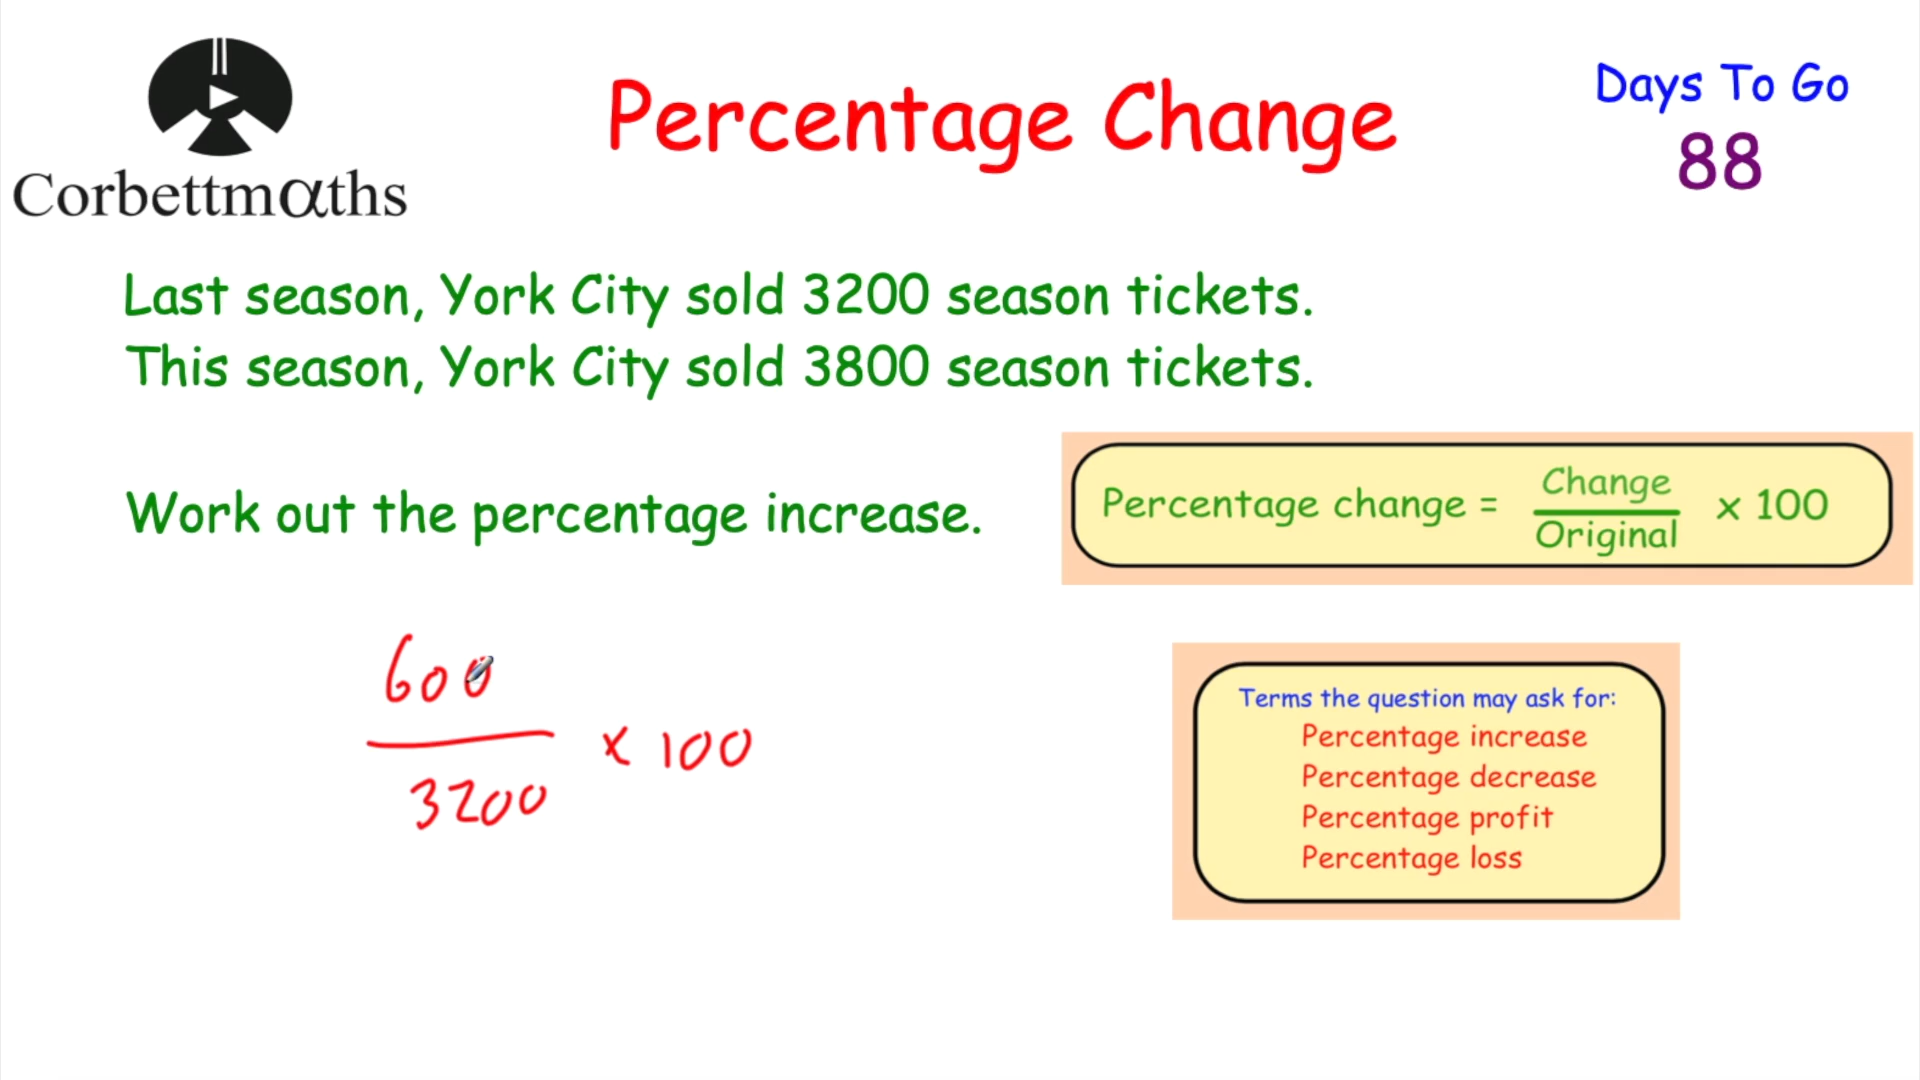 Corbettmαths
Percentage Change
Days To Go
88
Last season, York City sold 3200 season tickets.
This season, York City sold 3800 season tickets.
Work out the percentage increase.
Percentage change = Change / Original x 100
600
3200
x 100
Terms the question may ask for:
Percentage increase
Percentage decrease
Percentage profit
Percentage loss